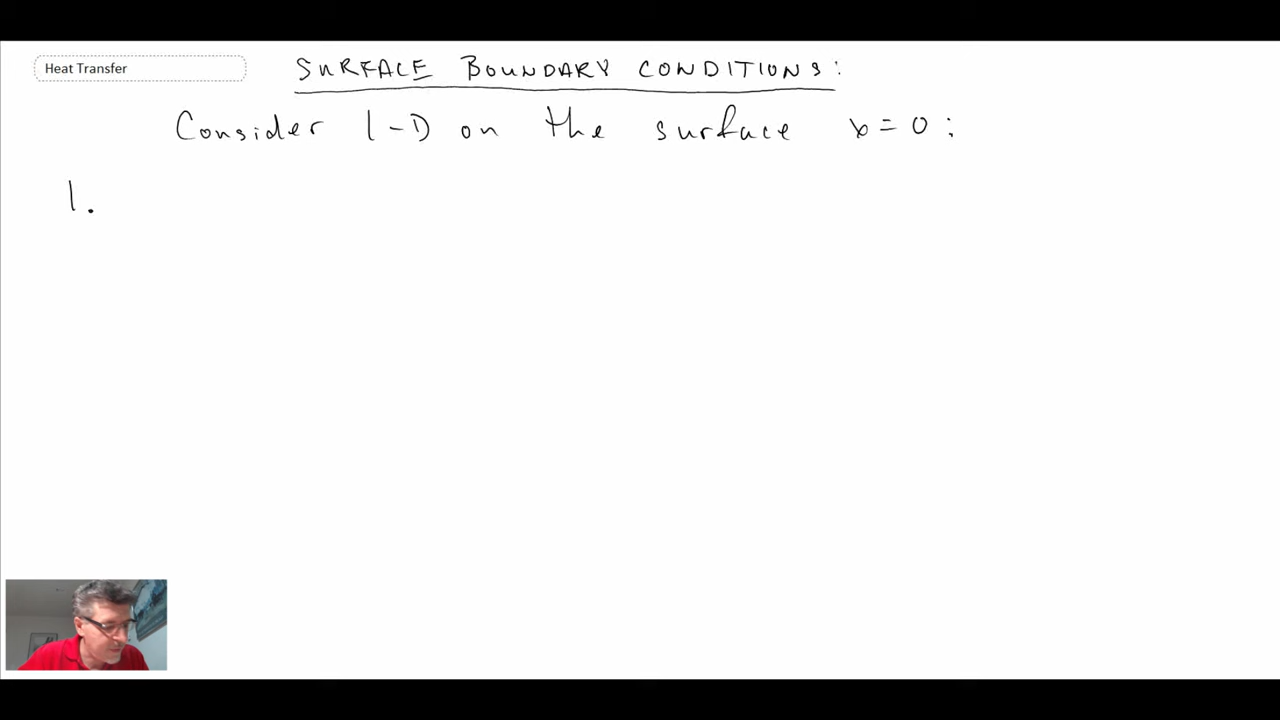 Heat Transfer
SURFACE BOUNDARY CONDITIONS:
Consider 1-D on the surface x=0:
1.